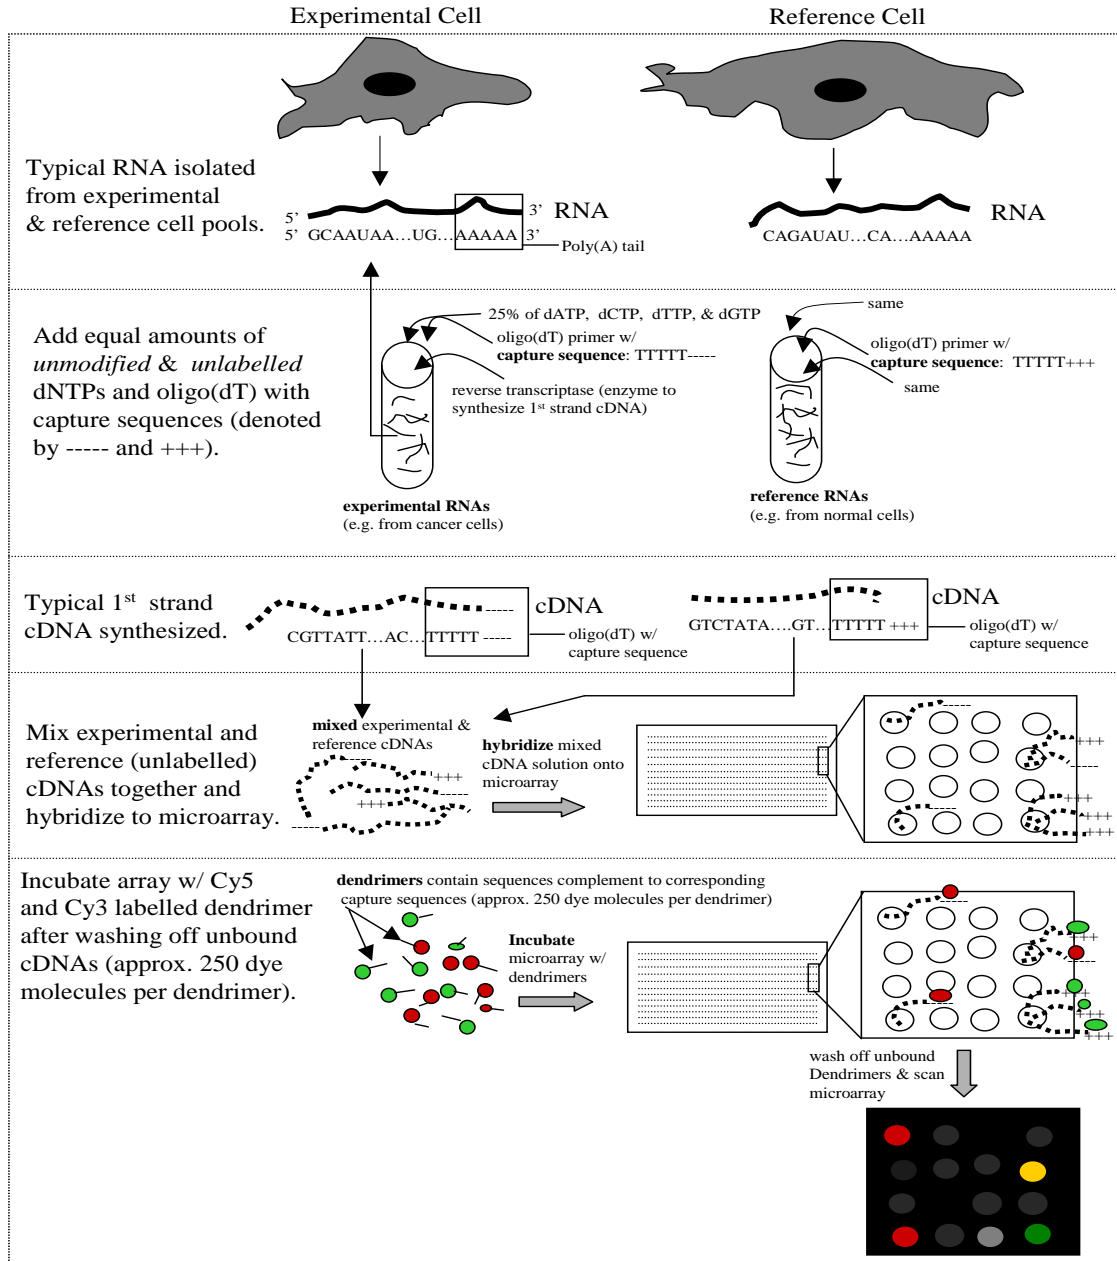 Experimental Cell
Reference Cell
Typical RNA isolated
from experimental
& reference cell pools.
5’
3’
RNA
5’ GCAAUAA…UG…AAAAA 3’
Poly(A) tail
RNA
CAGAUAU…CA…AAAAA
Add equal amounts of
unmodified & unlabelled
dNTPs and oligo(dT) with
capture sequences (denoted
by ----- and +++).
25% of dATP, dCTP, dTTP, & dGTP
oligo(dT) primer w/
capture sequence: TTTTT-----
reverse transcriptase (enzyme to
synthesize 1st strand cDNA)
experimental RNAs
(e.g. from cancer cells)
same
oligo(dT) primer w/
capture sequence: TTTTT+++
same
reference RNAs
(e.g. from normal cells)
Typical 1st strand
cDNA synthesized.
-----
cDNA
CGTTATT…AC…TTTTT -----
oligo(dT) w/
capture sequence
cDNA
GTCTATA….GT…TTTTT +++
oligo(dT) w/
capture sequence
Mix experimental and
reference (unlabelled)
cDNAs together and
hybridize to microarray.
mixed experimental &
reference cDNAs
-----
+++
-----
+++
-----
hybridize mixed
cDNA solution onto
microarray
-----
+++
-----
-----
+++
+++
+++
Incubate array w/ Cy5
and Cy3 labelled dendrimer
after washing off unbound
cDNAs (approx. 250 dye
molecules per dendrimer).
dendrimers contain sequences complement to corresponding
capture sequences (approx. 250 dye molecules per dendrimer)
Incubate
microarray w/
dendrimers
-----
+++
-----
-----
+++
+++
+++
wash off unbound
Dendrimers & scan
microarray